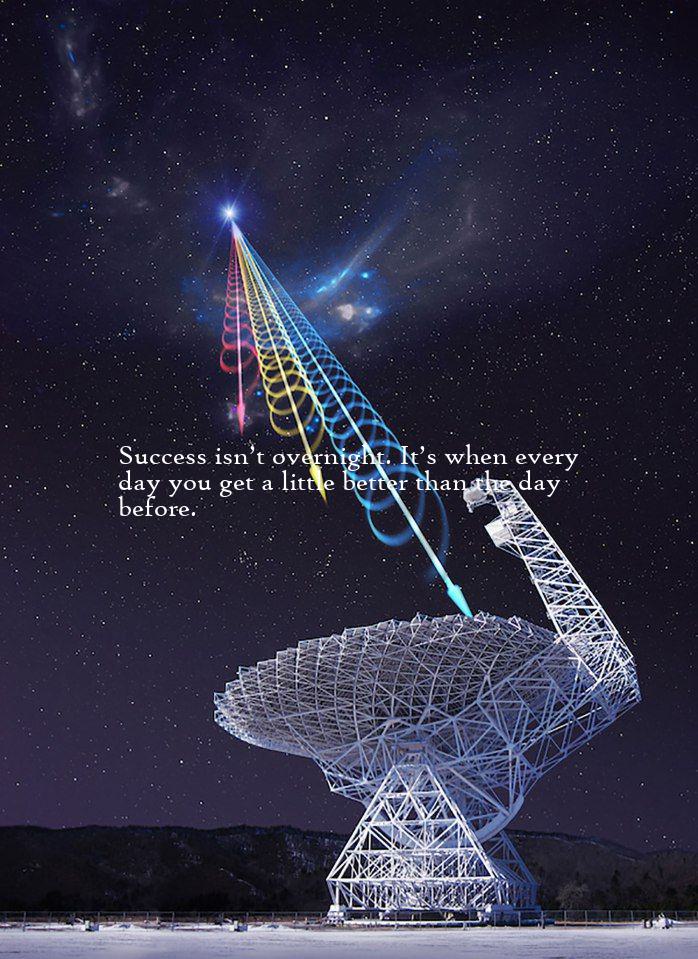 Success isn't overnight. It's when every
day you get a little better than the day
before.